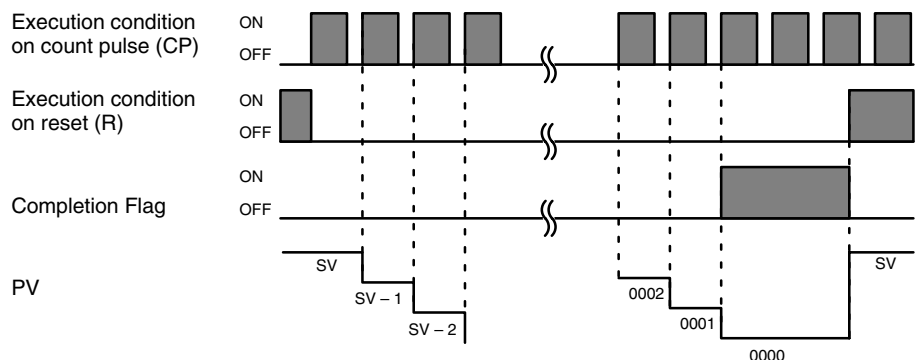 Execution condition
on count pulse (CP)
ON
OFF
Execution condition
on reset (R)
ON
OFF
Completion Flag
ON
OFF
PV
SV
SV – 1
SV – 2
0002
0001
0000
SV